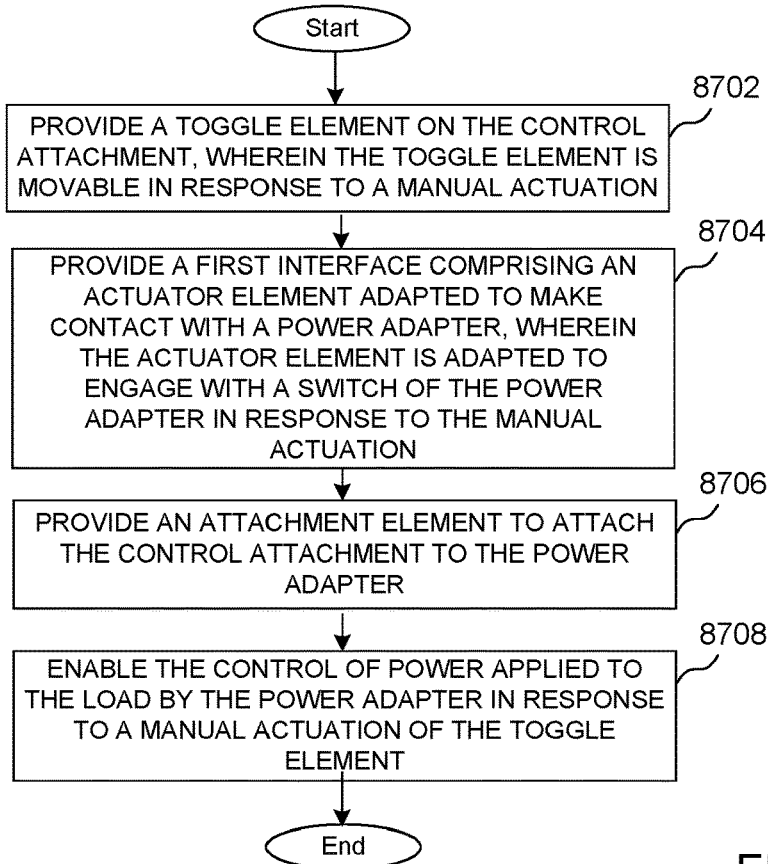 Start
8702
PROVIDE A TOGGLE ELEMENT ON THE CONTROL
ATTACHMENT, WHEREIN THE TOGGLE ELEMENT IS
MOVABLE IN RESPONSE TO A MANUAL ACTUATION
8704
PROVIDE A FIRST INTERFACE COMPRISING AN
ACTUATOR ELEMENT ADAPTED TO MAKE
CONTACT WITH A POWER ADAPTER, WHEREIN
THE ACTUATOR ELEMENT IS ADAPTED TO
ENGAGE WITH A SWITCH OF THE POWER
ADAPTER IN RESPONSE TO THE MANUAL
ACTUATION
8706
PROVIDE AN ATTACHMENT ELEMENT TO ATTACH
THE CONTROL ATTACHMENT TO THE POWER
ADAPTER
8708
ENABLE THE CONTROL OF POWER APPLIED TO
THE LOAD BY THE POWER ADAPTER IN RESPONSE
TO A MANUAL ACTUATION OF THE TOGGLE
ELEMENT
End